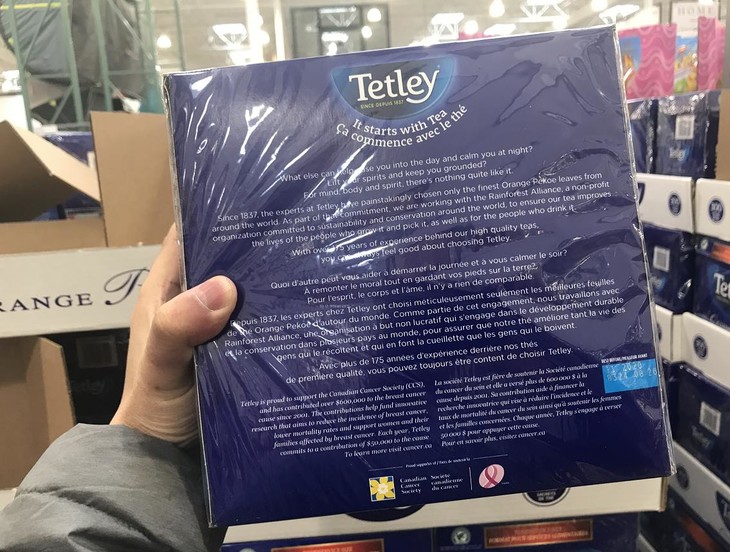 Tetley
SINCE DEPUIS 1837
It starts with Tea
Ça commence avec le thé
What else can help ease you into the day and calm you at night?
Lift your spirits and keep you grounded?
For mind, body and spirit, there's nothing quite like it.
Since 1837, the experts at Tetley have painstakingly chosen only the finest Orange Pekoe leaves from
around the world. As part of that commitment, we are working with the Rainforest Alliance, a non-profit
organization committed to sustainability and conservation around the world, to ensure our tea improves
the lives of the people who grow it and pick it, as well as for the people who drink it.
With over 175 years of experience behind our high quality teas,
you can always feel good about choosing Tetley.
Quoi d'autre peut vous aider à démarrer la journée et à vous calmer le soir?
À remonter le moral tout en gardant vos pieds sur la terre?
Pour l'esprit, le corps et l'âme, il n'y a rien de comparable
Depuis 1837, les experts chez Tetley ont choisi méticuleusement seulement les meilleures feuilles
de thé Orange Pekoe d'autour du monde. Comme partie de cet engagement, nous travaillons avec
Rainforest Alliance, une organisation à but non lucratif qui s'engage dans le développement durable
et la conservation dans plusieurs pays au monde, pour assurer que notre thé améliore tant la vie des
gens qui le récoltent et qui en font la cueillette que les gens qui le boivent.
Avec plus de 175 années d'expérience derrière nos thés
de première qualité, vous pouvez toujours être content de choisir Tetley.
Tetley is proud to support the Canadian Cancer Society (CCS),
and has contributed over $600,000 to the breast cancer
cause since 2001. The contributions help fund innovative
research that aims to reduce the incidence of breast cancer,
lower mortality rates and support women and their
families affected by breast cancer. Each year, Tetley
commits to a contribution of $50,000 to the cause.
To learn more visit cancer.ca
La société Tetley est fière de soutenir la Société canadienne
du cancer du sein et elle a versé plus de 600 000 $ à la
cause depuis 2001. Sa contribution aide à financer la
recherche innovatrice qui vise à réduire l'incidence et le
taux de mortalité du cancer du sein ainsi qu'à soutenir les femmes
et les familles concernées. Chaque année, Tetley s'engage à verser
50 000 $ pour appuyer cette cause.
Pour en savoir plus, visitez cancer.ca
Canadian Cancer Society
Société canadienne du cancer
RANGE
HOME
Tet